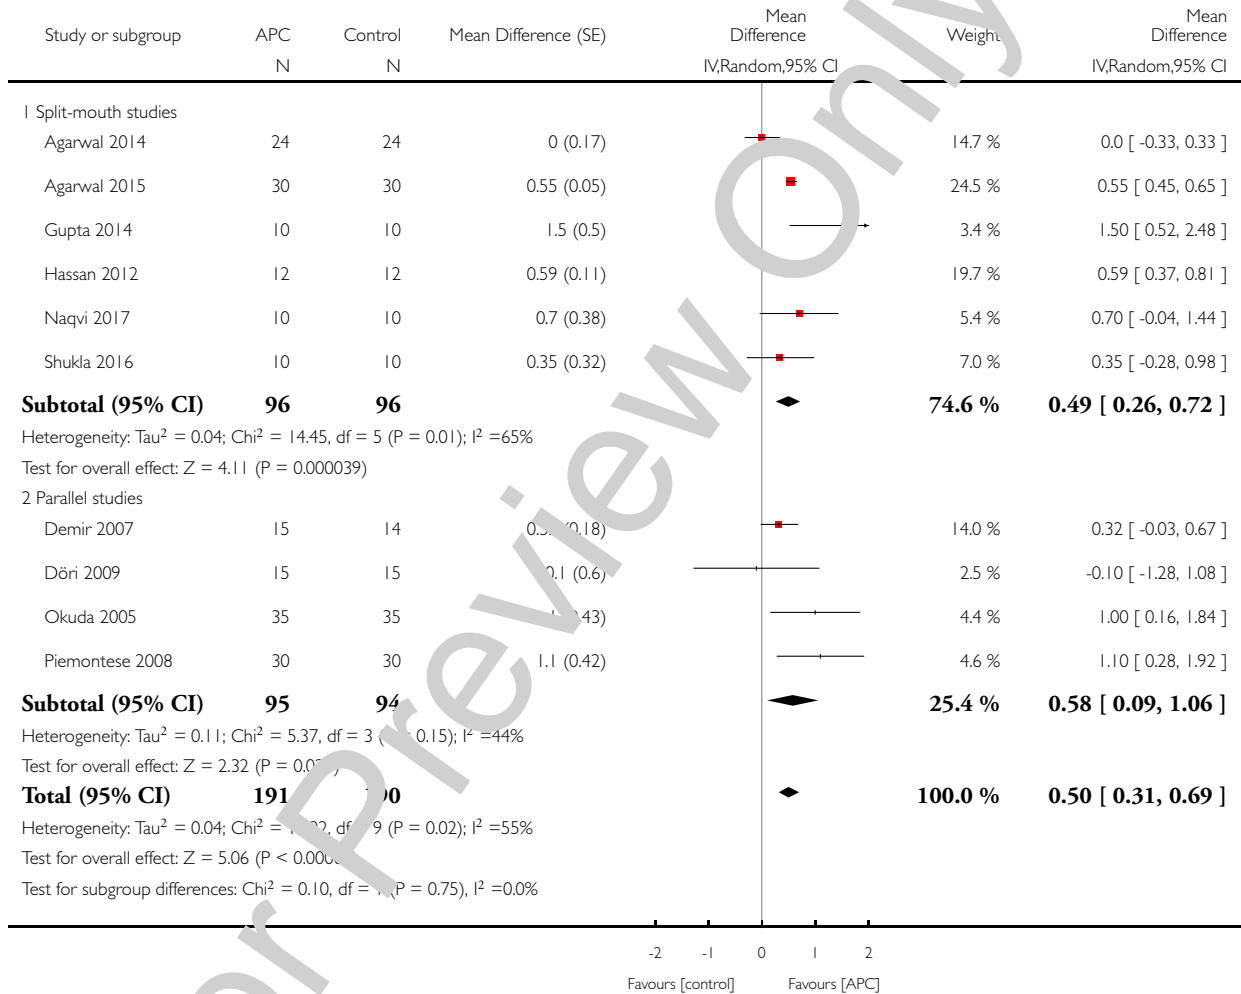 Study or subgroup APC Control Mean Difference (SE) Mean Difference Weight Mean Difference
N N IV,Random,95% CI IV,Random,95% CI
1 Split-mouth studies
Agarwal 2014 24 24 0 (0.17) 14.7 % 0.0 [ -0.33, 0.33 ]
Agarwal 2015 30 30 0.55 (0.05) 24.5 % 0.55 [ 0.45, 0.65 ]
Gupta 2014 10 10 1.5 (0.5) 3.4 % 1.50 [ 0.52, 2.48 ]
Hassan 2012 12 12 0.59 (0.11) 19.7 % 0.59 [ 0.37, 0.81 ]
Naqvi 2017 10 10 0.7 (0.38) 5.4 % 0.70 [ -0.04, 1.44 ]
Shukla 2016 10 10 0.35 (0.32) 7.0 % 0.35 [ -0.28, 0.98 ]
Subtotal (95% CI) 96 96 74.6 % 0.49 [ 0.26, 0.72 ]
Heterogeneity: Tau² = 0.04; Chi² = 14.45, df = 5 (P = 0.01); I² =65%
Test for overall effect: Z = 4.11 (P = 0.000039)
2 Parallel studies
Demir 2007 15 14 14.0 % 0.32 [ -0.03, 0.67 ]
Döri 2009 15 15 (0.6) 2.5 % -0.10 [ -1.28, 1.08 ]
Okuda 2005 35 35 4.4 % 1.00 [ 0.16, 1.84 ]
Piemontese 2008 30 30 1.1 (0.42) 4.6 % 1.10 [ 0.28, 1.92 ]
Subtotal (95% CI) 95 94 25.4 % 0.58 [ 0.09, 1.06 ]
Heterogeneity: Tau² = 0.11; Chi² = 5.37, df = 3 0.15); I² =44%
Test for overall effect: Z = 2.32 (P =
Total (95% CI) 191 100.0 % 0.50 [ 0.31, 0.69 ]
Heterogeneity: Tau² = 0.04; Chi² = df 9 (P = 0.02); I² =55%
Test for overall effect: Z = 5.06 (P <
Test for subgroup differences: Chi² = 0.10, df = (P = 0.75), I² =0.0%
-2 -1 0 1 2
Favours [control] Favours [APC]
Preview Only